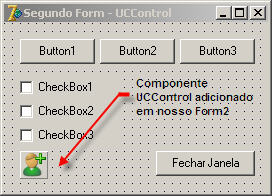 Segundo Form - UCControl
Button1 Button2 Button3
CheckBox1
CheckBox2
CheckBox3
Componente
UCControl adicionado
em nosso Form2
Fechar Janela